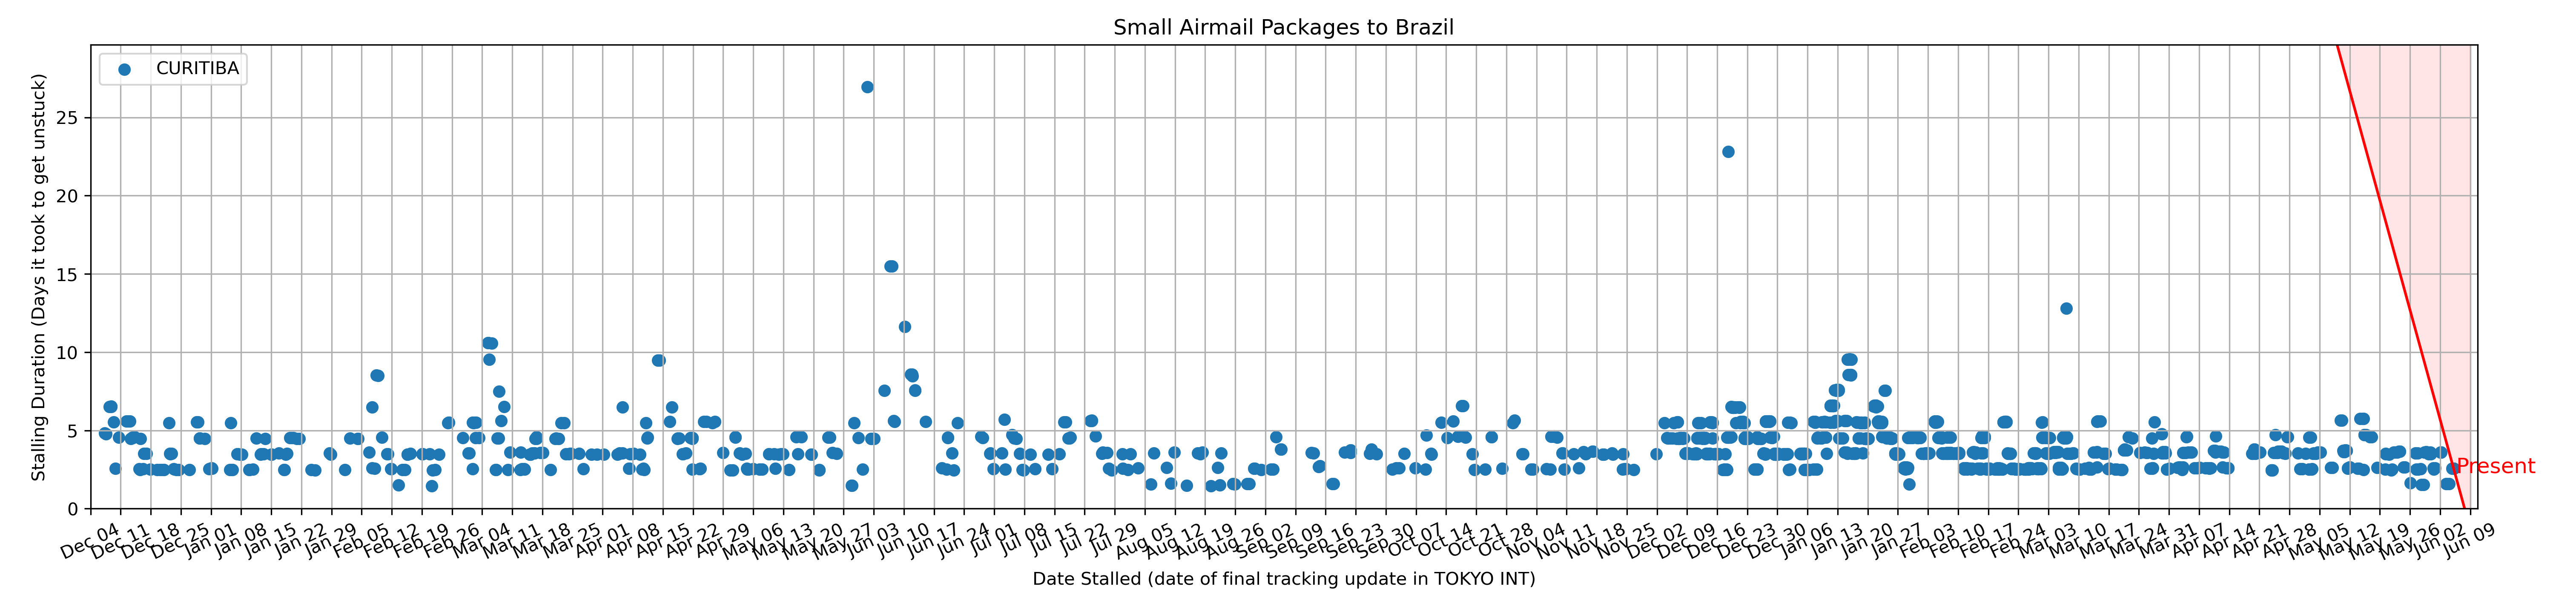 Small Airmail Packages to Brazil
CURITIBA
Stalling Duration (Days it took to get unstuck)
25
20
15
10
5
0
Present
Dec 04
Dec 11
Dec 18
Dec 25
Jan 01
Jan 08
Jan 15
Jan 22
Jan 29
Feb 05
Feb 12
Feb 19
Feb 26
Mar 04
Mar 11
Mar 18
Mar 25
Apr 01
Apr 08
Apr 15
Apr 22
Apr 29
May 06
May 13
May 20
May 27
Jun 03
Jun 10
Jun 17
Jun 24
Jul 01
Jul 08
Jul 15
Jul 22
Jul 29
Aug 05
Aug 12
Aug 19
Aug 26
Sep 02
Sep 09
Sep 16
Sep 23
Sep 30
Oct 07
Oct 14
Oct 21
Oct 28
Nov 04
Nov 11
Nov 18
Nov 25
Dec 02
Dec 09
Dec 16
Dec 23
Dec 30
Jan 06
Jan 13
Jan 20
Jan 27
Feb 03
Feb 10
Feb 17
Feb 24
Mar 03
Mar 10
Mar 17
Mar 24
Mar 31
Apr 07
Apr 14
Apr 21
Apr 28
May 05
May 12
May 19
May 26
Jun 02
Jun 09
Date Stalled (date of final tracking update in TOKYO INT)